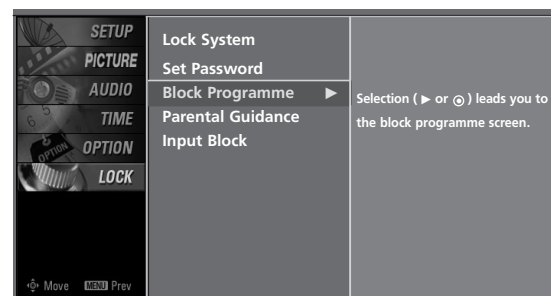 SETUP
PICTURE
AUDIO
TIME
OPTION
LOCK
Move MENU Prev
Lock System
Set Password
Block Programme ▶
Parental Guidance
Input Block
Selection ( ▶ or ⊙ ) leads you to
the block programme screen.